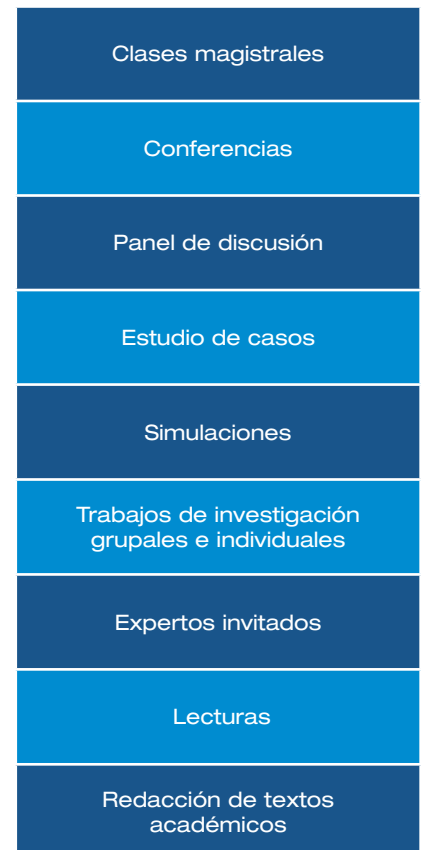 Clases magistrales
Conferencias
Panel de discusión
Estudio de casos
Simulaciones
Trabajos de investigación
grupales e individuales
Expertos invitados
Lecturas
Redacción de textos
académicos